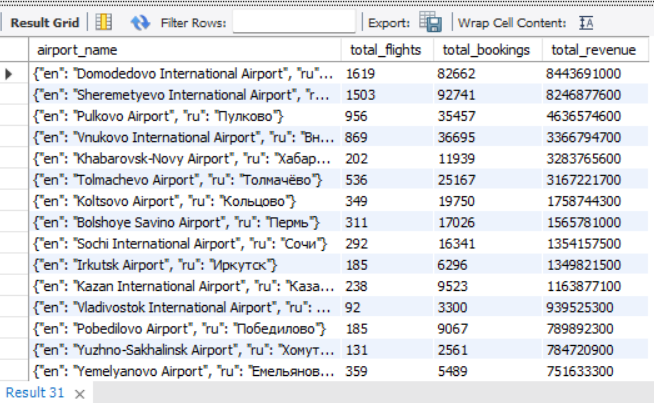 Result Grid Filter Rows: Export: Wrap Cell Content: IA
airport_name total_flights total_bookings total_revenue
{"en": "Domodedovo International Airport", "ru"... 1619 82662 8443691000
{"en": "Sheremetyevo International Airport", "r... 1503 92741 8246877600
{"en": "Pulkovo Airport", "ru": "Пулково"} 956 35457 4636574600
{"en": "Vnukovo International Airport", "ru": "Вн... 869 36695 3366794700
{"en": "Khabarovsk-Novy Airport", "ru": "Хабар... 202 11939 3283765600
{"en": "Tolmachevo Airport", "ru": "Толмачёво"} 536 25167 3167221700
{"en": "Koltsovo Airport", "ru": "Кольцово"} 349 19750 1758744300
{"en": "Bolshoye Savino Airport", "ru": "Пермь"} 311 17026 1565781000
{"en": "Sochi International Airport", "ru": "Сочи"} 292 16341 1354157500
{"en": "Irkutsk Airport", "ru": "Иркутск"} 185 6296 1349821500
{"en": "Kazan International Airport", "ru": "Каза... 238 9523 1163877100
{"en": "Vladivostok International Airport", "ru": ... 92 3300 939525300
{"en": "Pobedilovo Airport", "ru": "Победилово"} 185 9067 789892300
{"en": "Yuzhno-Sakhalinsk Airport", "ru": "Хомут... 131 2561 784720900
{"en": "Yemelyanovo Airport", "ru": "Емельянов... 359 5489 751633300
Result 31